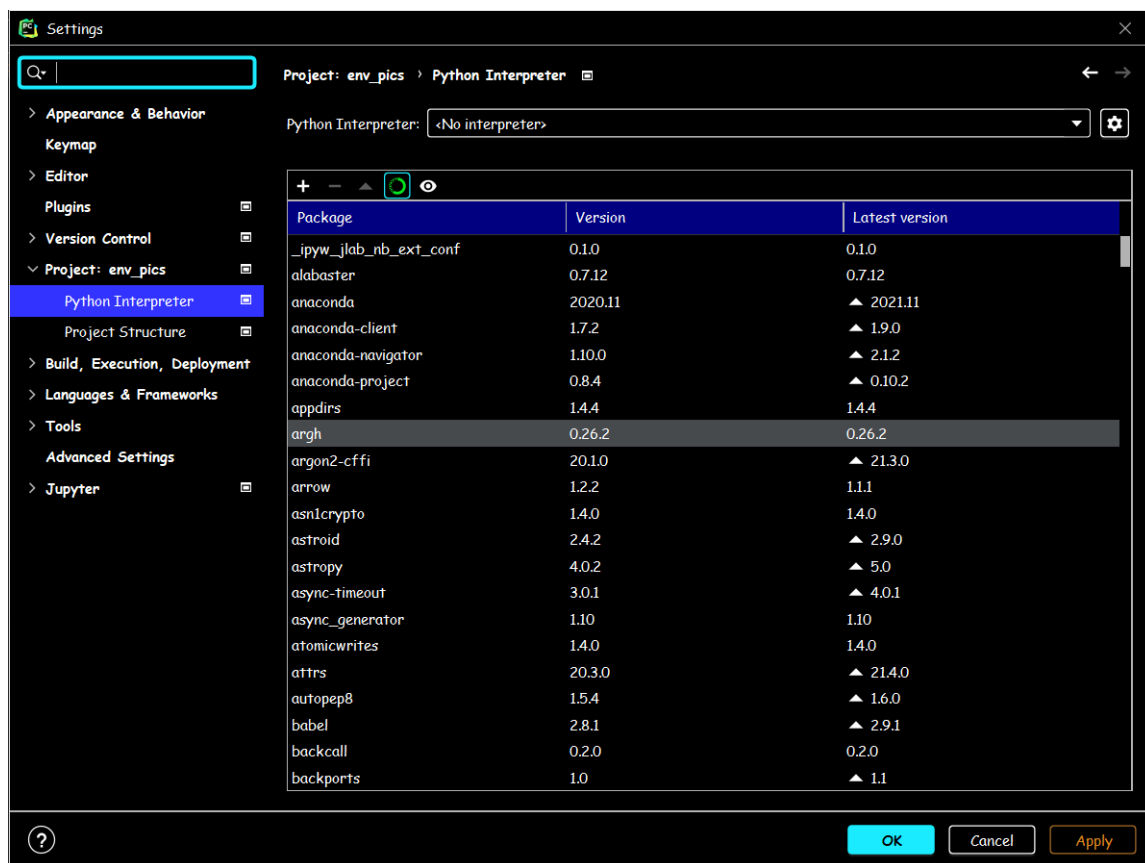 PC
Settings
Project: env_pics › Python Interpreter
Appearance & Behavior
Keymap
Editor
Plugins
Version Control
Project: env_pics
Python Interpreter
Project Structure
Build, Execution, Deployment
Languages & Frameworks
Tools
Advanced Settings
Jupyter
Python Interpreter: <No interpreter>
Package Version Latest version
_ipyw_jlab_nb_ext_conf 0.1.0 0.1.0
alabaster 0.7.12 0.7.12
anaconda 2020.11 2021.11
anaconda-client 1.7.2 1.9.0
anaconda-navigator 1.10.0 2.1.2
anaconda-project 0.8.4 0.10.2
appdirs 1.4.4 1.4.4
argh 0.26.2 0.26.2
argon2-cffi 20.1.0 21.3.0
arrow 1.2.2 1.1.1
asn1crypto 1.4.0 1.4.0
astroid 2.4.2 2.9.0
astropy 4.0.2 5.0
async-timeout 3.0.1 4.0.1
async_generator 1.10 1.10
atomicwrites 1.4.0 1.4.0
attrs 20.3.0 21.4.0
autopep8 1.5.4 1.6.0
babel 2.8.1 2.9.1
backcall 0.2.0 0.2.0
backports 1.0 1.1
? OK Cancel Apply